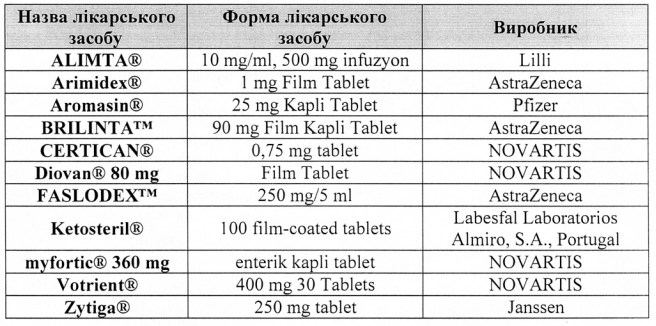 Назва лікарського засобу | Форма лікарського засобу | Виробник
ALIMTA® | 10 mg/ml, 500 mg infuzyon | Lilli
Arimidex® | 1 mg Film Tablet | AstraZeneca
Aromasin® | 25 mg Kapli Tablet | Pfizer
BRILINTA™ | 90 mg Film Kapli Tablet | AstraZeneca
CERTICAN® | 0,75 mg tablet | NOVARTIS
Diovan® 80 mg | Film Tablet | NOVARTIS
FASLODEX™ | 250 mg/5 ml | AstraZeneca
Ketosteril® | 100 film-coated tablets | Labesfal Laboratorios Almiro, S.A., Portugal
myfortic® 360 mg | enterik kapli tablet | NOVARTIS
Votrient® | 400 mg 30 Tablets | NOVARTIS
Zytiga® | 250 mg tablet | Janssen